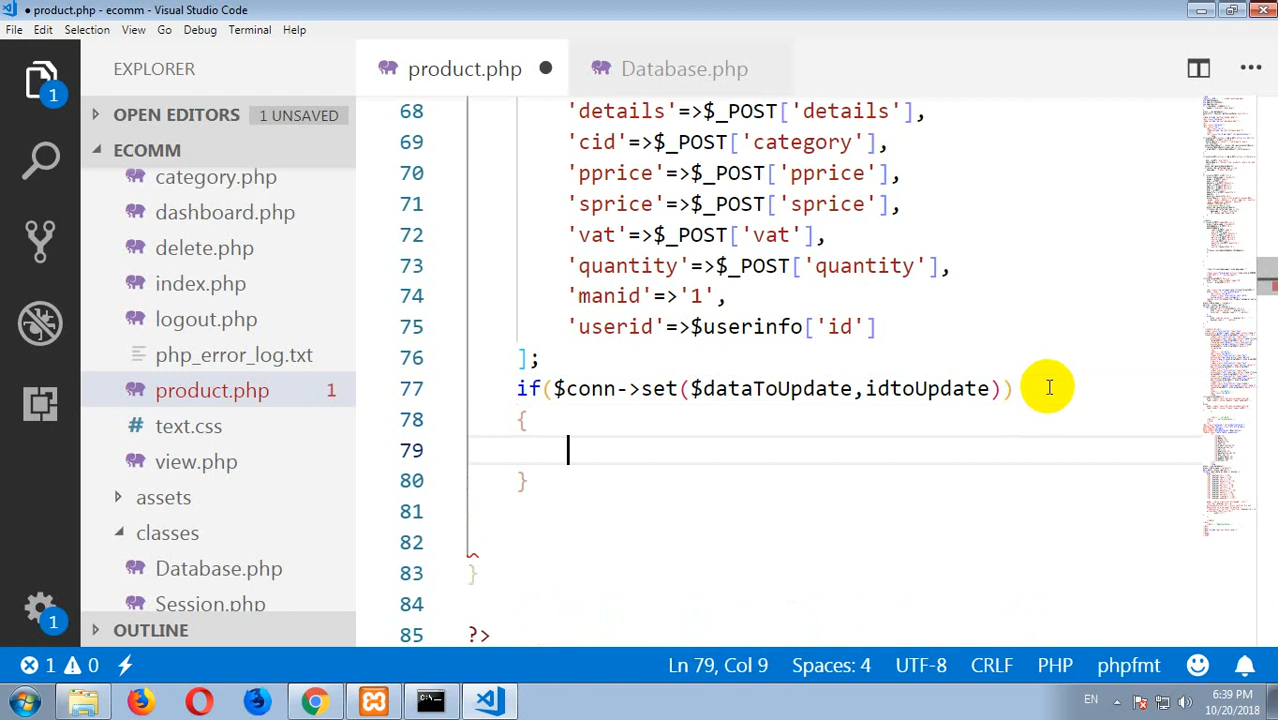 ● product.php - ecomm - Visual Studio Code
File Edit Selection View Go Debug Terminal Help
EXPLORER
product.php
Database.php
OPEN EDITORS 1 UNSAVED
ECOMM
category.php
dashboard.php
delete.php
index.php
logout.php
php_error_log.txt
product.php 1
text.css
view.php
assets
classes
Database.php
Session.php
OUTLINE
1
1
68 'details'=>$_POST['details'],
69 'cid'=>$_POST['category'],
70 'pprice'=>$_POST['pprice'],
71 'sprice'=>$_POST['sprice'],
72 'vat'=>$_POST['vat'],
73 'quantity'=>$_POST['quantity'],
74 'manid'=>'1',
75 'userid'=>$userinfo['id']
76 ];
77 if($conn->set($dataToUpdate,idtoUpdate))
78 {
79
80 }
81
82
83 }
84
85 ?>
1 0 Ln 79, Col 9 Spaces: 4 UTF-8 CRLF PHP phpfmt
EN 6:39 PM
10/20/2018